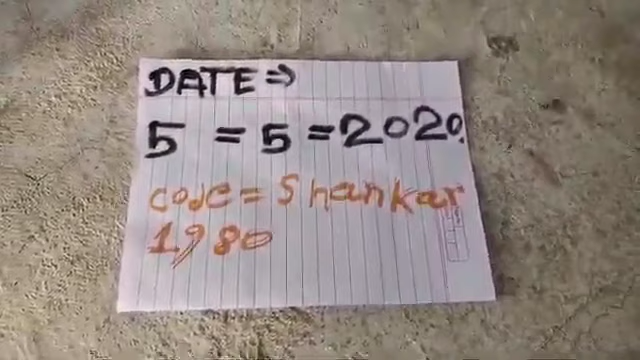 DATE⇒
5 = 5 = 2020.
code = Shankar
1980